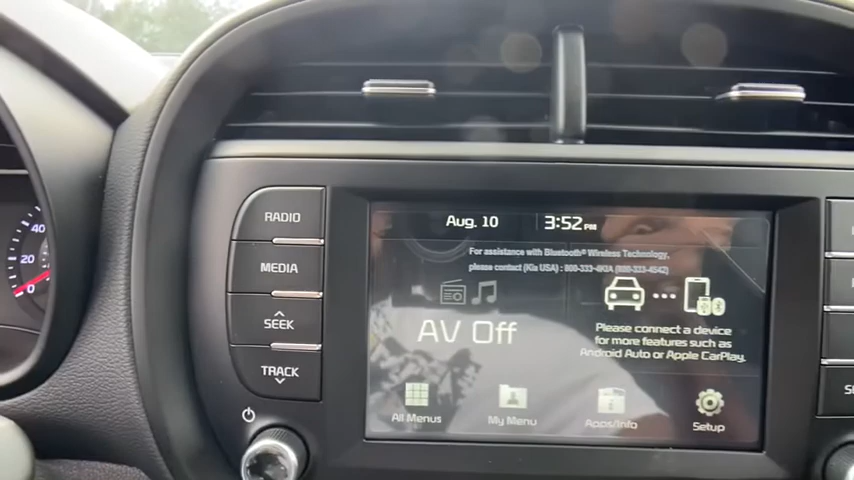 Aug. 10 3:52 PM
RADIO
For assistance with Bluetooth® Wireless Technology,
please contact (Kia USA) : 800-333-4KIA (800-333-4542)
MEDIA
SEEK
AV Off
Please connect a device
for more features such as
Android Auto or Apple CarPlay.
TRACK
All Menus My Menu Apps/Info Setup
40
20
0